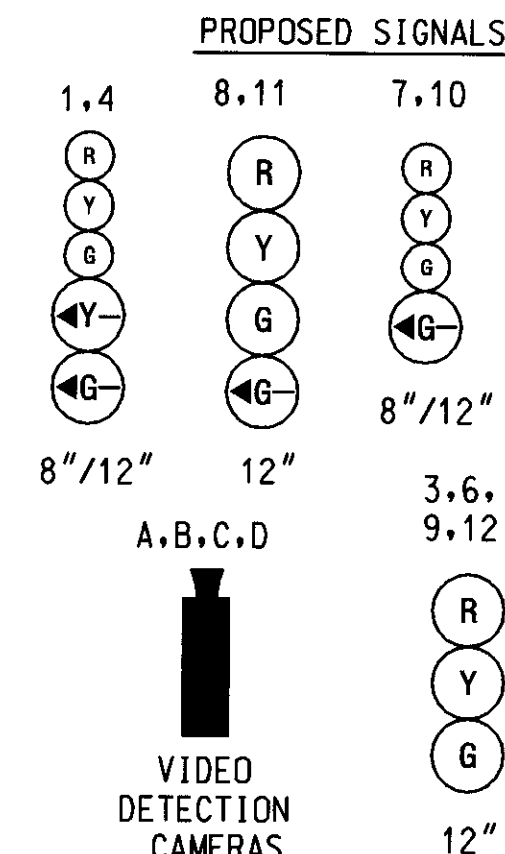 PROPOSED SIGNALS
1,4
8,11
7,10
R
Y
G
Y
G
8"/12"
R
Y
G
G
12"
R
Y
G
G
8"/12"
A,B,C,D
VIDEO
DETECTION
CAMERAS
3,6,
9,12
R
Y
G
12"